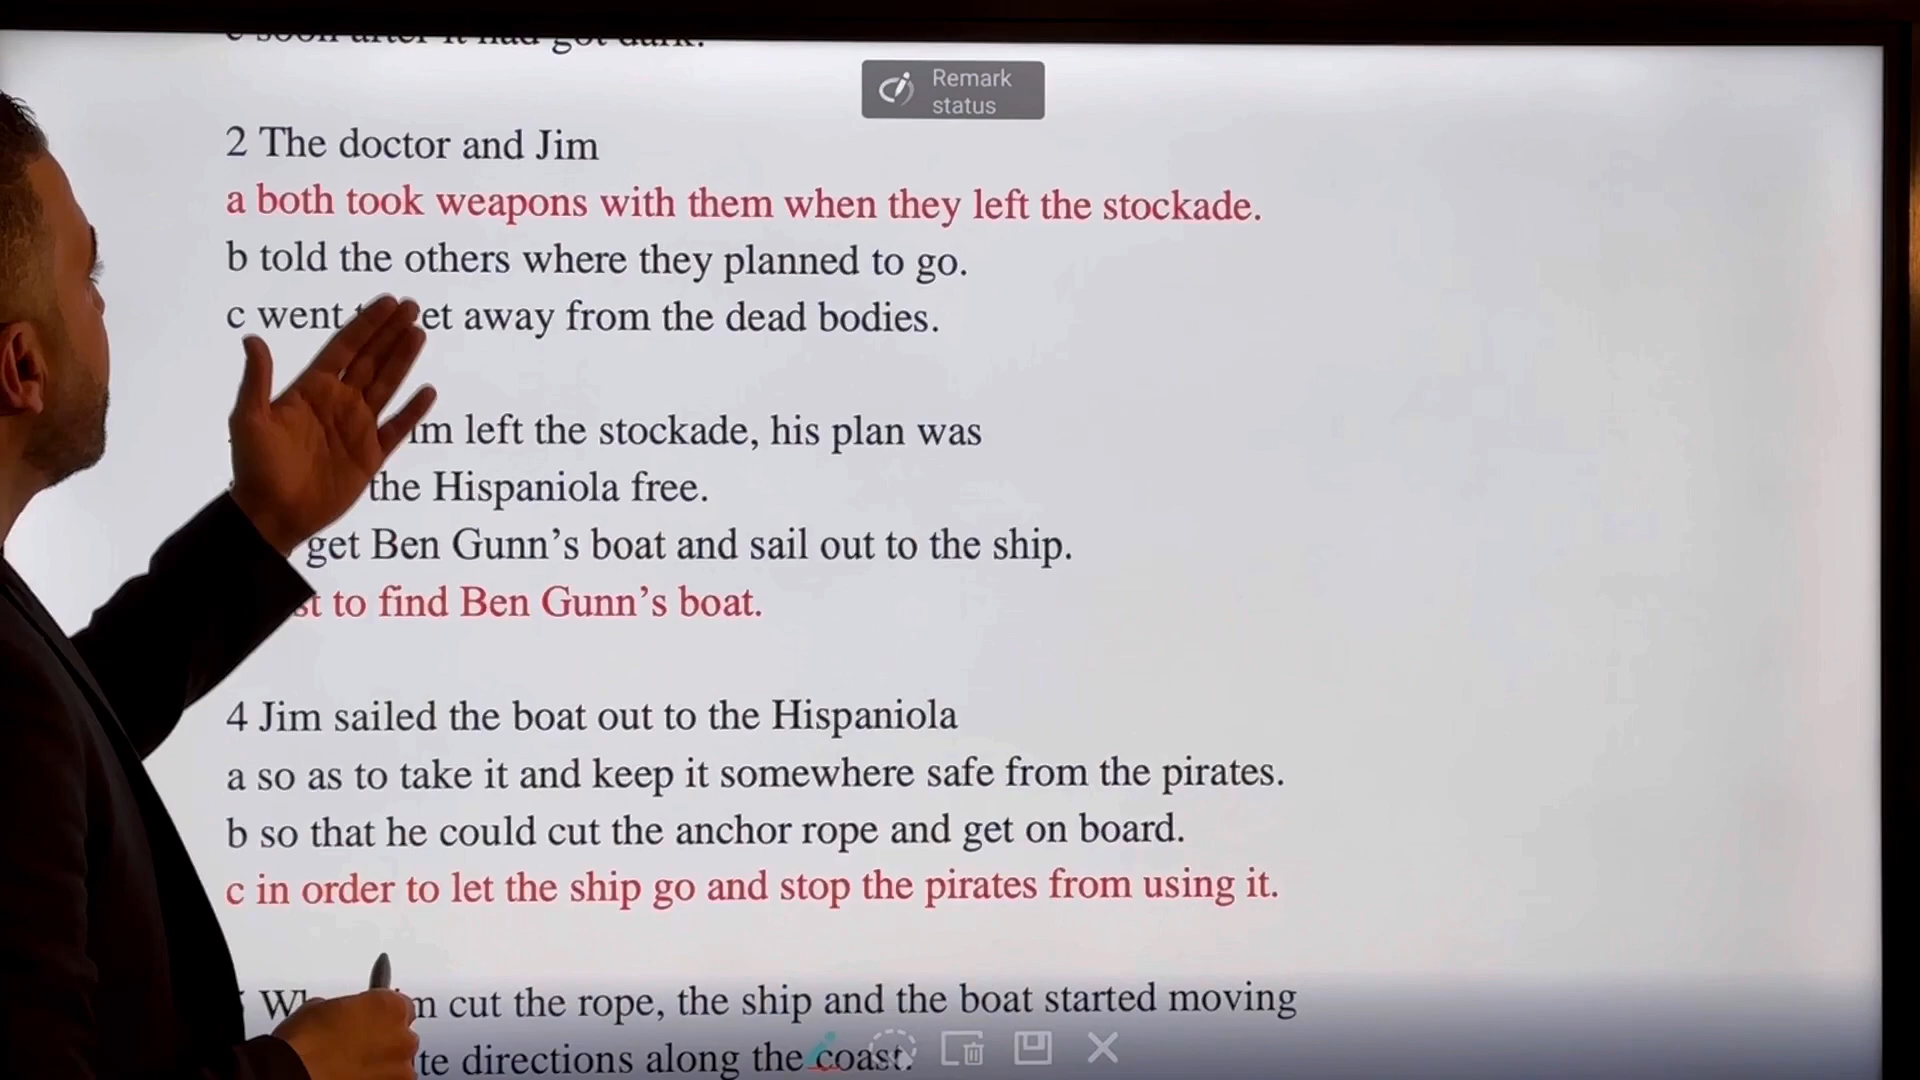 Remark
status
c soon after it had got dark.
2 The doctor and Jim
a both took weapons with them when they left the stockade.
b told the others where they planned to go.
c went away from the dead bodies.
left the stockade, his plan was
the Hispaniola free.
get Ben Gunn's boat and sail out to the ship.
to find Ben Gunn's boat.
4 Jim sailed the boat out to the Hispaniola
a so as to take it and keep it somewhere safe from the pirates.
b so that he could cut the anchor rope and get on board.
c in order to let the ship go and stop the pirates from using it.
cut the rope, the ship and the boat started moving
directions along the coast.